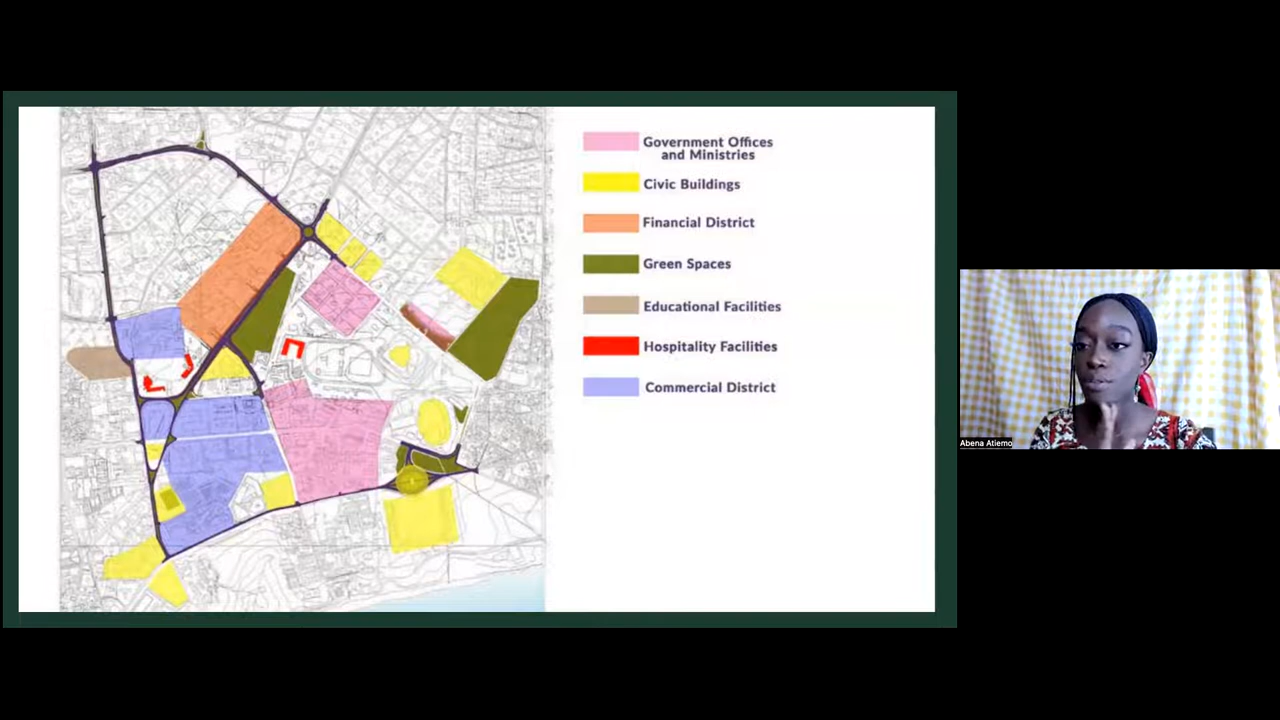 Government Offices
and Ministries
Civic Buildings
Financial District
Green Spaces
Educational Facilities
Hospitality Facilities
Commercial District
Abena Atiemo